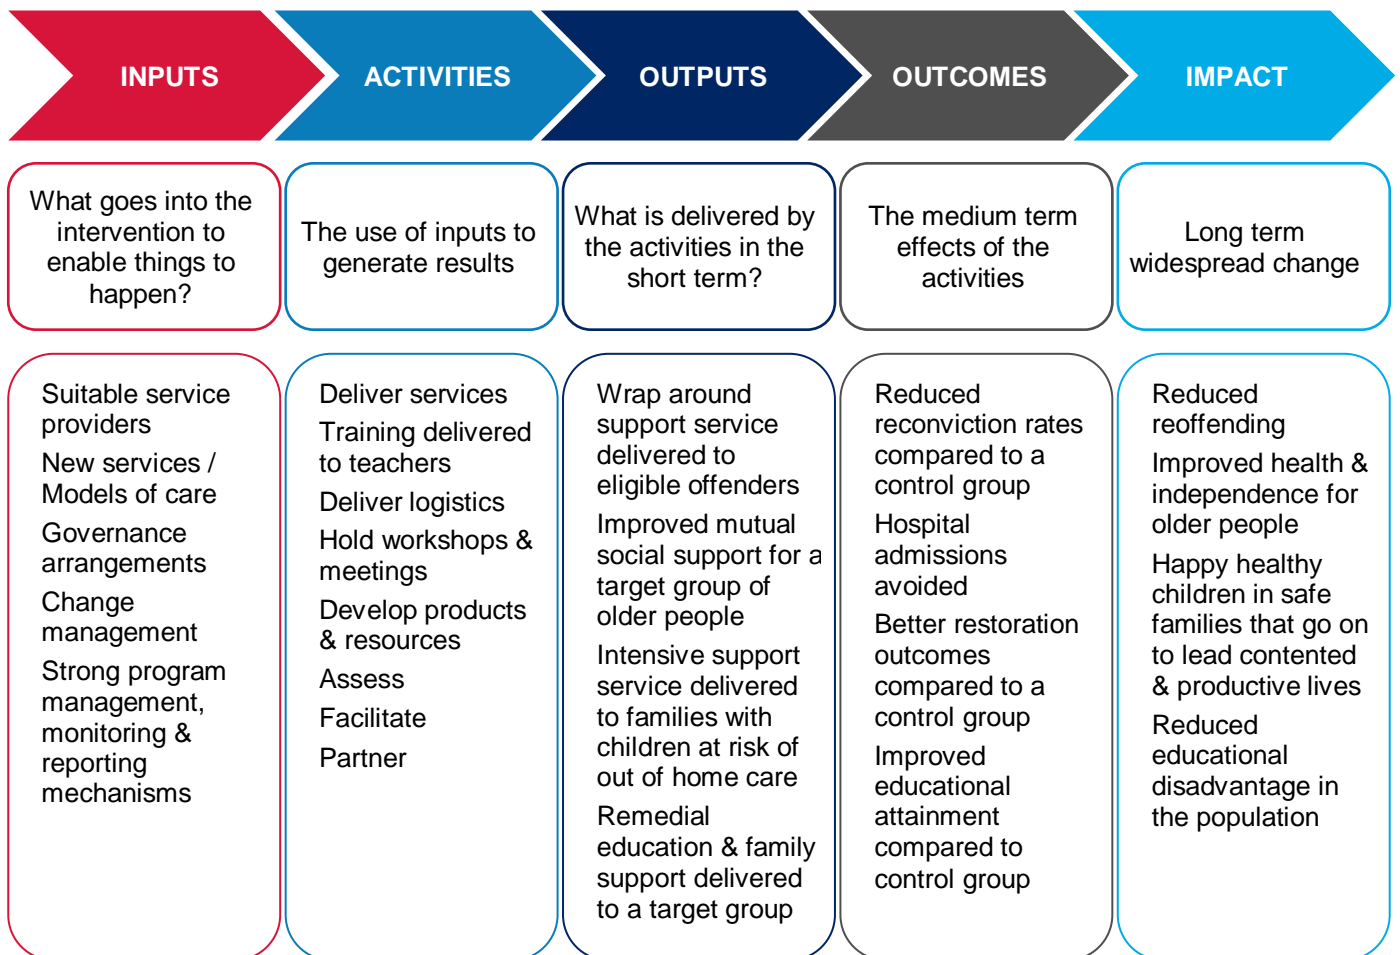 INPUTS
ACTIVITIES
OUTPUTS
OUTCOMES
IMPACT
What goes into the
intervention to
enable things to
happen?
The use of inputs to
generate results
What is delivered by
the activities in the
short term?
The medium term
effects of the
activities
Long term
widespread change
Suitable service
providers
New services /
Models of care
Governance
arrangements
Change
management
Strong program
management,
monitoring &
reporting
mechanisms
Deliver services
Training delivered
to teachers
Deliver logistics
Hold workshops &
meetings
Develop products
& resources
Assess
Facilitate
Partner
Wrap around
support service
delivered to
eligible offenders
Improved mutual
social support for a
target group of
older people
Intensive support
service delivered
to families with
children at risk of
out of home care
Remedial
education & family
support delivered
to a target group
Reduced
reconviction rates
compared to a
control group
Hospital
admissions
avoided
Better restoration
outcomes
compared to a
control group
Improved
educational
attainment
compared to
control group
Reduced
reoffending
Improved health &
independence for
older people
Happy healthy
children in safe
families that go on
to lead contented
& productive lives
Reduced
educational
disadvantage in
the population